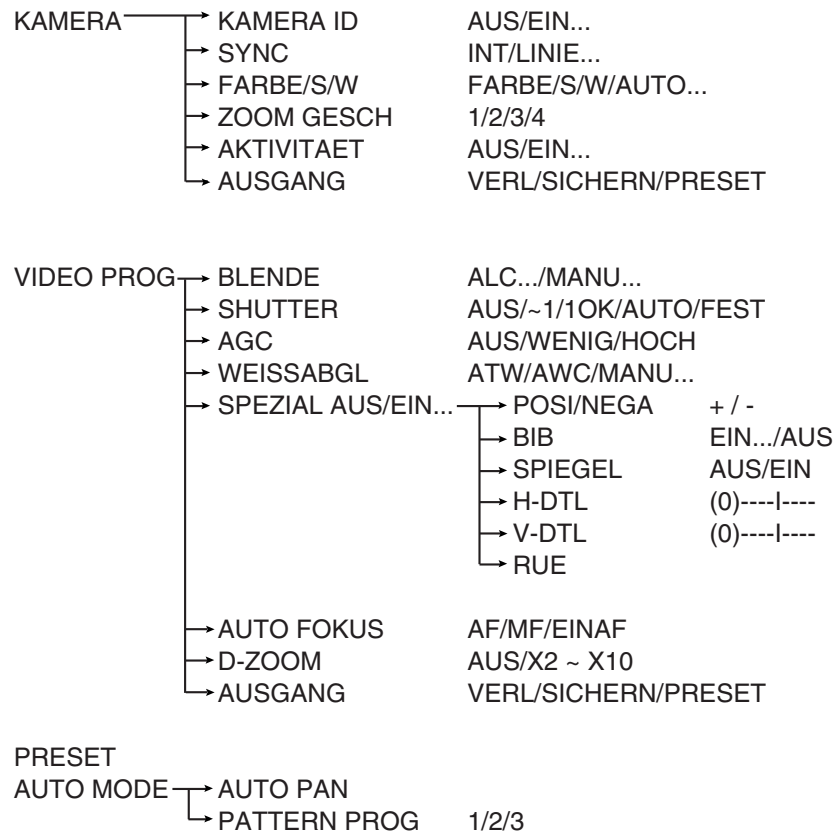 KAMERA KAMERA ID AUS/EIN...
SYNC INT/LINIE...
FARBE/S/W FARBE/S/W/AUTO...
ZOOM GESCH 1/2/3/4
AKTIVITAET AUS/EIN...
AUSGANG VERL/SICHERN/PRESET
VIDEO PROG BLENDE ALC.../MANU...
SHUTTER AUS/~1/1OK/AUTO/FEST
AGC AUS/WENIG/HOCH
WEISSABGL ATW/AWC/MANU...
SPEZIAL AUS/EIN... POSI/NEGA + / -
BIB EIN.../AUS
SPIEGEL AUS/EIN
H-DTL (0)----I----
V-DTL (0)----I----
RUE
AUTO FOKUS AF/MF/EINAF
D-ZOOM AUS/X2 ~ X10
AUSGANG VERL/SICHERN/PRESET
PRESET
AUTO MODE AUTO PAN
PATTERN PROG 1/2/3